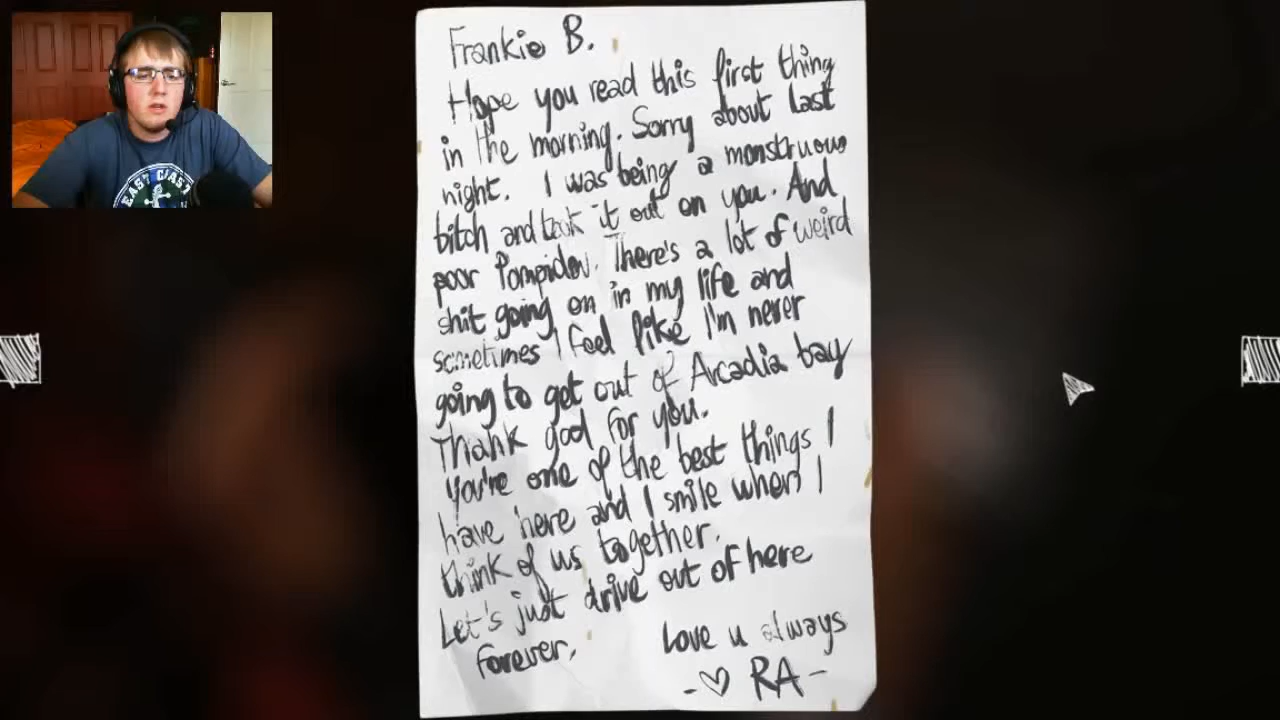 EAST COAST
Frankie B.
Hope you read this first thing
in the morning. Sorry about last
night. I was being a monstruous
bitch and took it out on you. And
poor Pompidou. There's a lot of weird
shit going on in my life and
sometimes I feel like I'm never
going to get out of Arcadia bay
Thank god for you.
You're one of the best things I
have here and I smile when I
think of us together.
Let's just drive out of here
forever,
Love u always
-♡ RA-